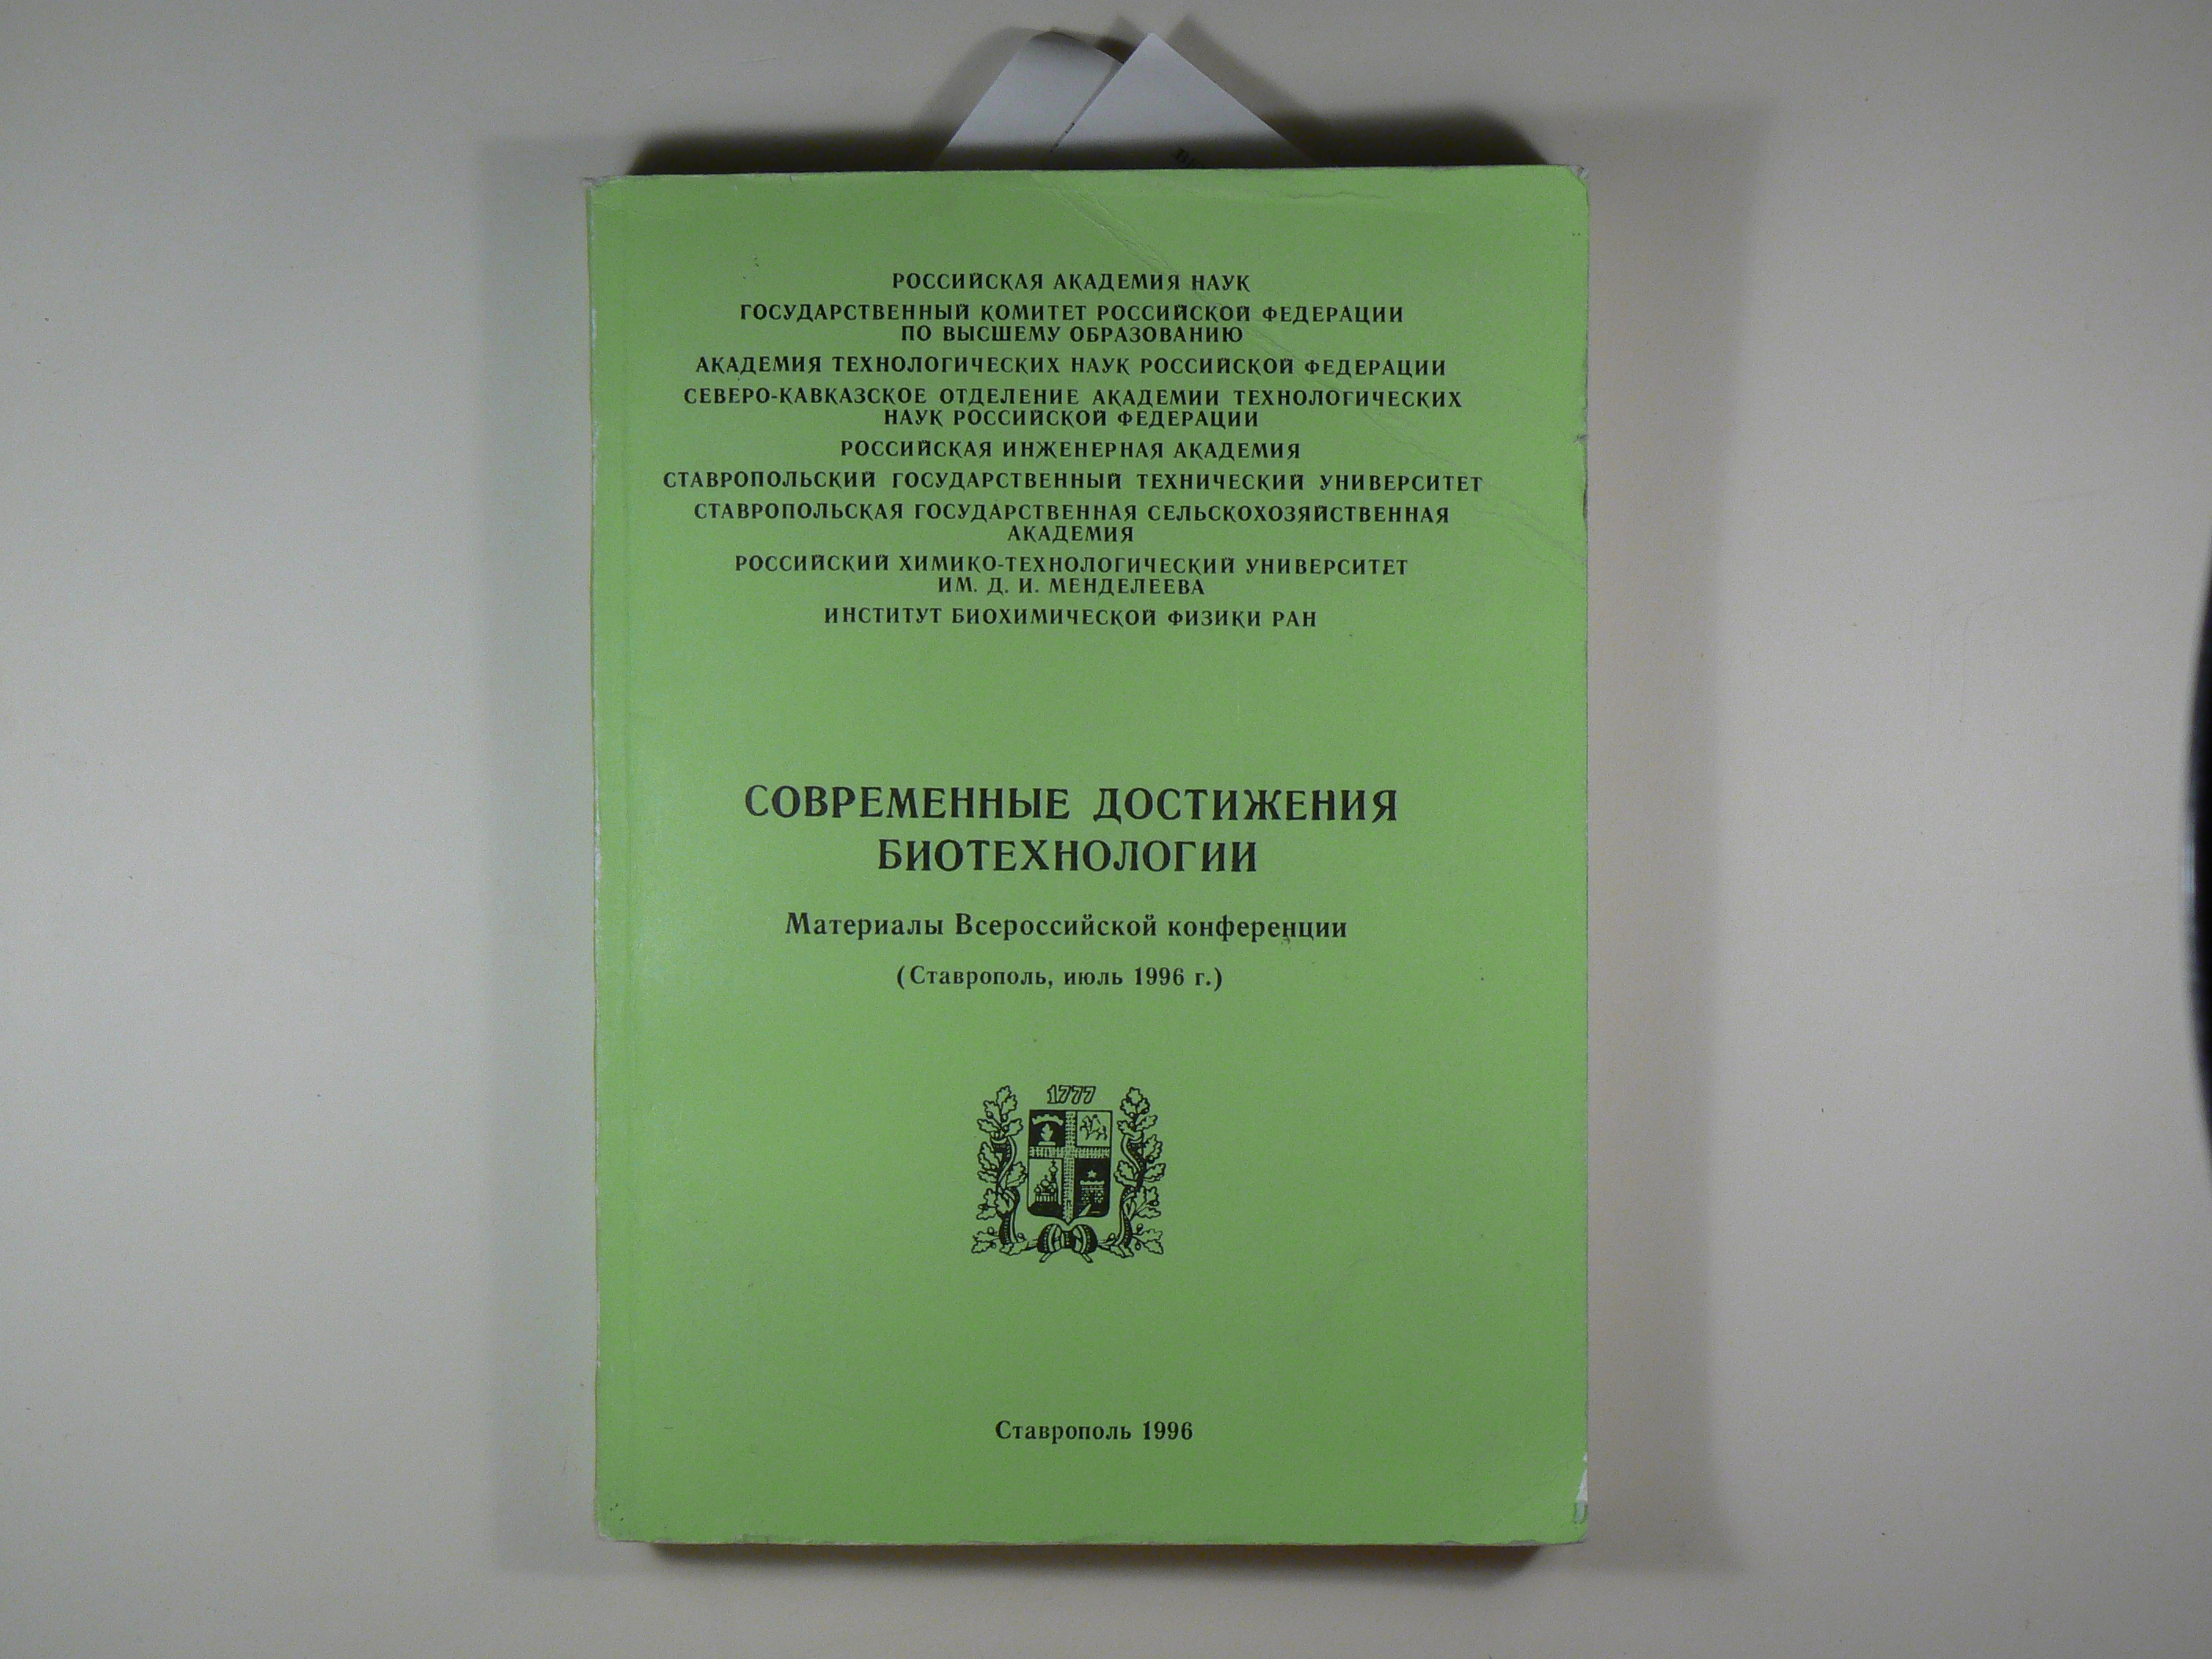 РОССИЙСКАЯ АКАДЕМИЯ НАУК
ГОСУДАРСТВЕННЫЙ КОМИТЕТ РОССИЙСКОЙ ФЕДЕРАЦИИ
ПО ВЫСШЕМУ ОБРАЗОВАНИЮ
АКАДЕМИЯ ТЕХНОЛОГИЧЕСКИХ НАУК РОССИЙСКОЙ ФЕДЕРАЦИИ
СЕВЕРО-КАВКАЗСКОЕ ОТДЕЛЕНИЕ АКАДЕМИИ ТЕХНОЛОГИЧЕСКИХ
НАУК РОССИЙСКОЙ ФЕДЕРАЦИИ
РОССИЙСКАЯ ИНЖЕНЕРНАЯ АКАДЕМИЯ
СТАВРОПОЛЬСКИЙ ГОСУДАРСТВЕННЫЙ ТЕХНИЧЕСКИЙ УНИВЕРСИТЕТ
СТАВРОПОЛЬСКАЯ ГОСУДАРСТВЕННАЯ СЕЛЬСКОХОЗЯЙСТВЕННАЯ
АКАДЕМИЯ
РОССИЙСКИЙ ХИМИКО-ТЕХНОЛОГИЧЕСКИЙ УНИВЕРСИТЕТ
ИМ. Д. И. МЕНДЕЛЕЕВА
ИНСТИТУТ БИОХИМИЧЕСКОЙ ФИЗИКИ РАН
СОВРЕМЕННЫЕ ДОСТИЖЕНИЯ
БИОТЕХНОЛОГИИ
Материалы Всероссийской конференции
(Ставрополь, июль 1996 г.)
1777
Ставрополь 1996